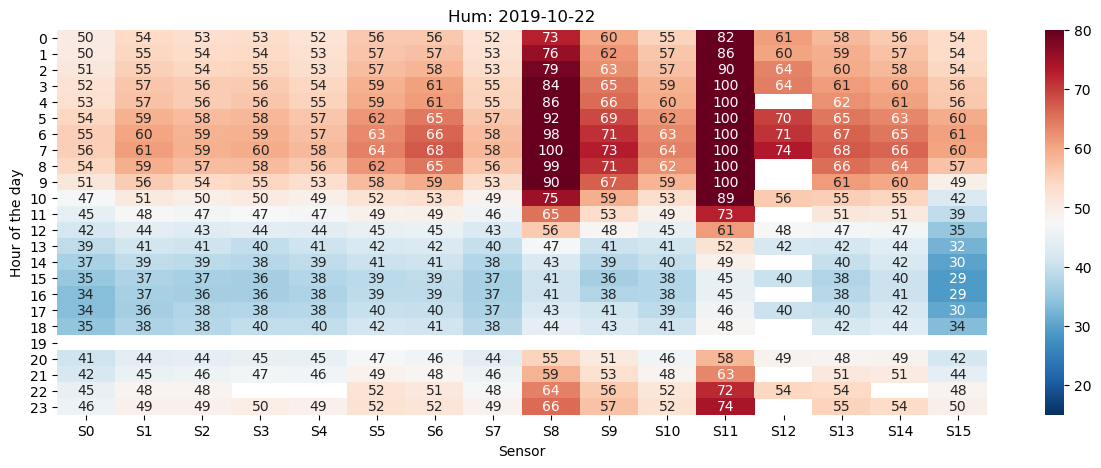 Hum: 2019-10-22
Hour of the day
0 50 54 53 53 52 56 56 52 73 60 55 82 61 58 56 54
1 50 55 54 54 53 57 57 53 76 62 57 86 60 59 57 54
2 51 55 54 55 53 57 58 53 79 63 57 90 64 60 58 54
3 52 57 56 56 54 59 61 55 84 65 59 100 64 61 60 56
4 53 57 56 56 55 59 61 55 86 66 60 100 62 61 56
5 54 59 58 58 57 62 65 57 92 69 62 100 70 65 63 60
6 55 60 59 59 57 63 66 58 98 71 63 100 71 67 65 61
7 56 61 59 60 58 64 68 58 100 73 64 100 74 68 66 60
8 54 59 57 58 56 62 65 56 99 71 62 100 66 64 57
9 51 56 54 55 53 58 59 53 90 67 59 100 61 60 49
10 47 51 50 50 49 52 53 49 75 59 53 89 56 55 55 42
11 45 48 47 47 47 49 49 46 65 53 49 73 51 51 39
12 42 44 43 44 44 45 45 43 56 48 45 61 48 47 47 35
13 39 41 41 40 41 42 42 40 47 41 41 52 42 42 44 32
14 37 39 39 38 39 41 41 38 43 39 40 49 40 42 30
15 35 37 37 36 38 39 39 37 41 36 38 45 40 38 40 29
16 34 37 36 36 38 39 39 37 41 38 38 45 38 41 29
17 34 36 38 38 38 40 40 37 43 41 39 46 40 40 42 30
18 35 38 38 40 40 42 41 38 44 43 41 48 42 44 34
19
20 41 44 44 45 45 47 46 44 55 51 46 58 49 48 49 42
21 42 45 46 47 46 49 48 46 59 53 48 63 51 51 44
22 45 48 48 52 51 48 64 56 52 72 54 54 48
23 46 49 49 50 49 52 52 49 66 57 52 74 55 54 50
S0 S1 S2 S3 S4 S5 S6 S7 S8 S9 S10 S11 S12 S13 S14 S15
Sensor
80
70
60
50
40
30
20